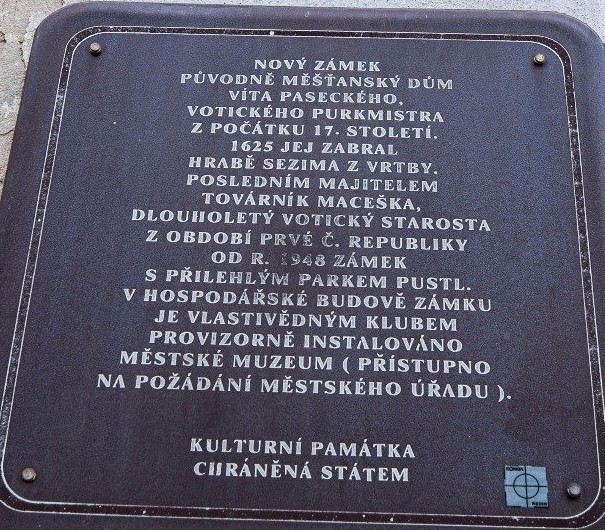 NOVÝ ZÁMEK
PŮVODNĚ MĚŠŤANSKÝ DŮM
VÍTA PASECKÉHO,
VOTICKÉHO PURKMISTRA
Z POČÁTKU 17. STOLETÍ.
1625 JEJ ZABRAL
HRABĚ SEZIMA Z VRTBY.
POSLEDNÍM MAJITELEM
TOVÁRNÍK MACEŠKA,
DLOUHOLETÝ VOTICKÝ STAROSTA
Z OBDOBÍ PRVÉ Č. REPUBLIKY
OD R. 1948 ZÁMEK
S PŘILEHLÝM PARKEM PUSTL.
V HOSPODÁŘSKÉ BUDOVĚ ZÁMKU
JE VLASTIVĚDNÝM KLUBEM
PROVIZORNĚ INSTALOVÁNO
MĚSTSKÉ MUZEUM ( PŘÍSTUPNO
NA POŽÁDÁNÍ MĚSTSKÉHO ÚŘADU ).
KULTURNÍ PAMÁTKA
CHRÁNĚNÁ STÁTEM